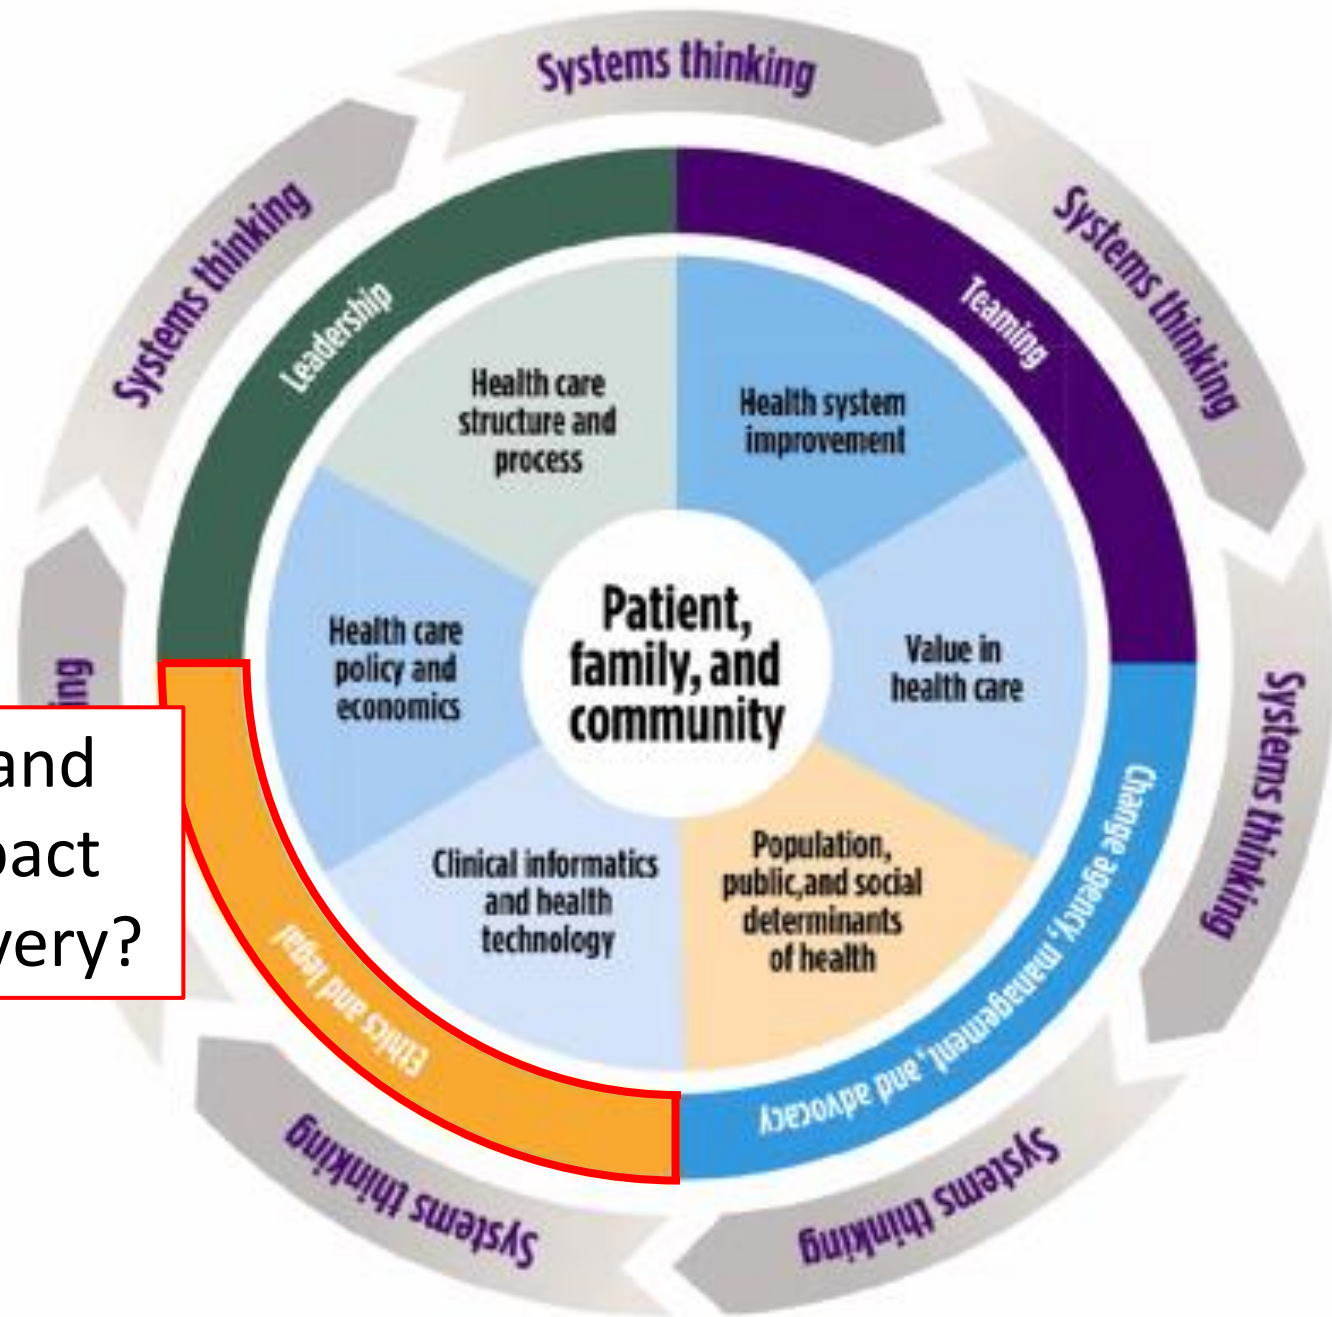 Systems thinking
Systems thinking
Systems thinking
Systems thinking
Systems thinking
Systems thinking
Leadership
Teaming
Change agency, management, and advocacy
Ethics and legal
Health care
structure and
process
Health system
improvement
Health care
policy and
economics
Patient,
family, and
community
Value in
health care
Clinical informatics
and health
technology
Population,
public,and social
determinants
of health
and
pact
very?